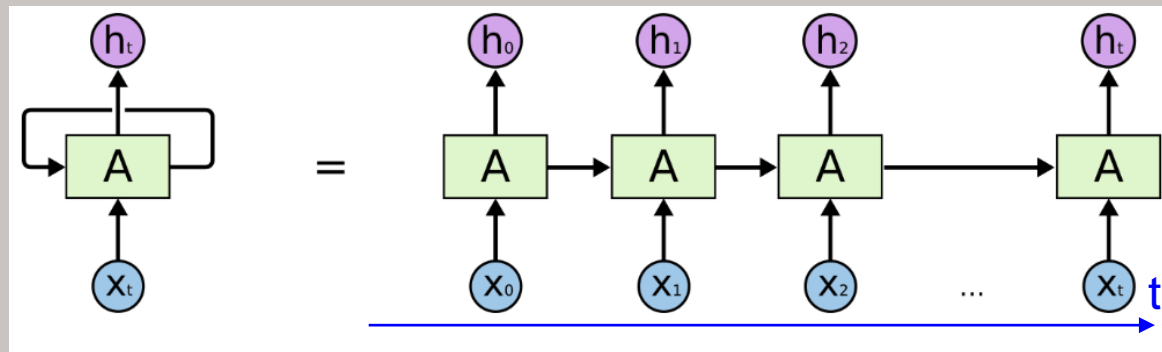 hₜ h₀ h₁ h₂ hₜ
A = A A A A
xₜ x₀ x₁ x₂ ... xₜ t